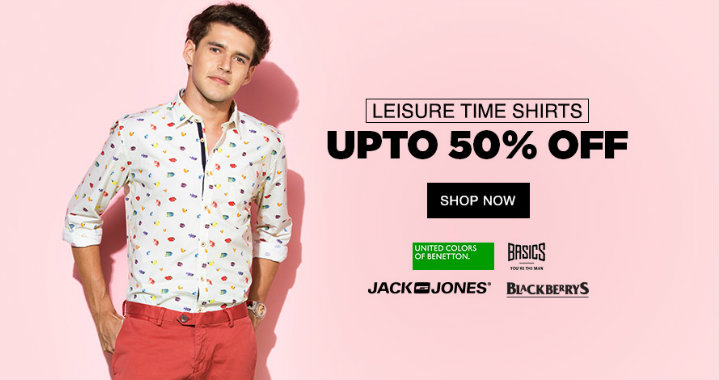 LEISURE TIME SHIRTS
UPTO 50% OFF
SHOP NOW
UNITED COLORS
OF BENETTON.
BASICS
YOU'RE THE MAN
JACK JONES®
BLACKBERRYS